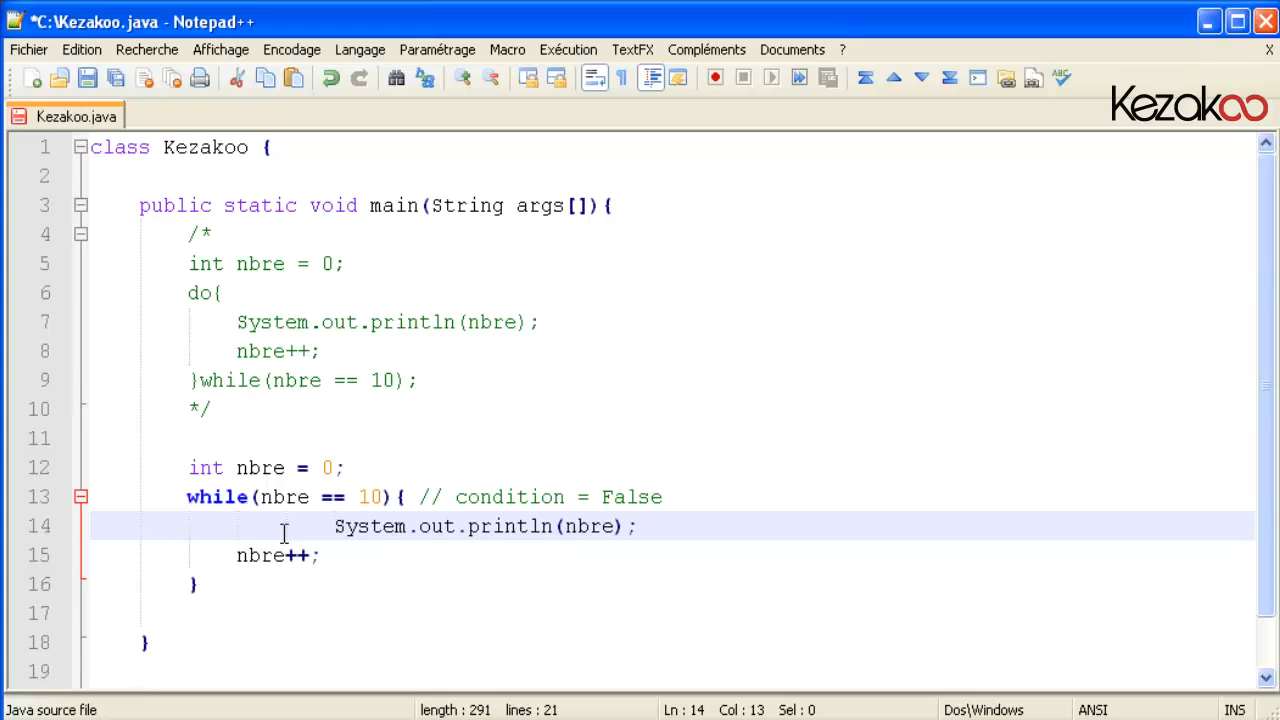 *C:\Kezakoo.java - Notepad++
Fichier Edition Recherche Affichage Encodage Langage Paramétrage Macro Exécution TextFX Compléments Documents ? X
ABC
Kezakoo.java
Kezakoo
1 class Kezakoo {
2
3 public static void main(String args[]){
4 /*
5 int nbre = 0;
6 do{
7 System.out.println(nbre);
8 nbre++;
9 }while(nbre == 10);
10 */
11
12 int nbre = 0;
13 while(nbre == 10){ // condition = False
14 System.out.println(nbre);
15 nbre++;
16 }
17
18 }
19
Java source file length : 291 lines : 21 Ln : 14 Col : 13 Sel : 0 Dos\Windows ANSI INS